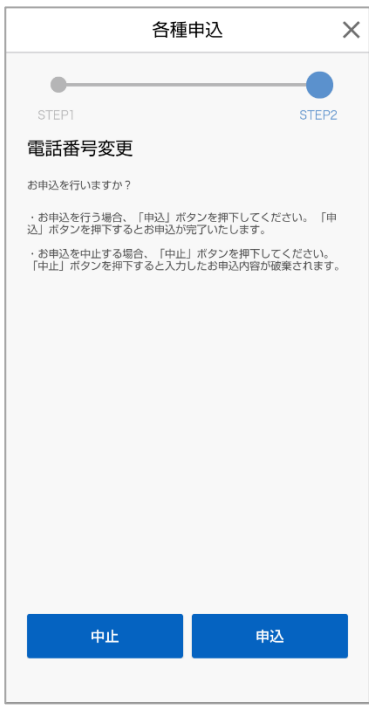 各種申込
STEP1
STEP2
電話番号変更
お申込を行いますか？
・お申込を行う場合、「申込」ボタンを押下してください。「申
込」ボタンを押下するとお申込が完了いたします。
・お申込を中止する場合、「中止」ボタンを押下してください。
「中止」ボタンを押下すると入力したお申込内容が破棄されます。
中止
申込